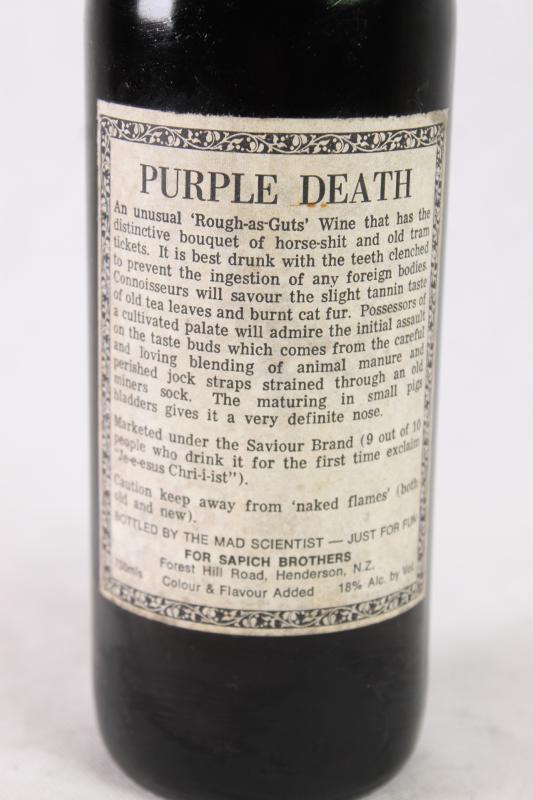 PURPLE DEATH
An unusual 'Rough-as-Guts' Wine that has the
distinctive bouquet of horse-shit and old tram
tickets. It is best drunk with the teeth clenched
to prevent the ingestion of any foreign bodies.
Connoisseurs will savour the slight tannin taste
of old tea leaves and burnt cat fur. Possessors of
a cultivated palate will admire the initial assault
on the taste buds which comes from the careful
and loving blending of animal manure and
perished jock straps strained through an old
miners sock. The maturing in small pigs
bladders gives it a very definite nose.
Marketed under the Saviour Brand (9 out of 10
people who drink it for the first time exclaim
"Je-e-esus Chri-i-ist").
Caution keep away from 'naked flames' (both
old and new).
BOTTLED BY THE MAD SCIENTIST — JUST FOR FUN
FOR SAPICH BROTHERS
Forest Hill Road, Henderson, N.Z.
750mls Colour & Flavour Added 18% Alc. by Vol.